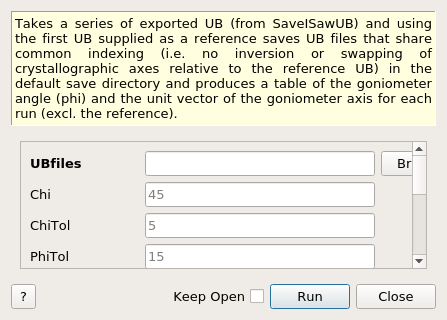 Takes a series of exported UB (from SaveIsawUB) and using
the first UB supplied as a reference saves UB files that share
common indexing (i.e. no inversion or swapping of
crystallographic axes relative to the reference UB) in the
default save directory and produces a table of the goniometer
angle (phi) and the unit vector of the goniometer axis for each
run (excl. the reference).
UBfiles Br
Chi 45
ChiTol 5
PhiTol 15
? Keep Open Run Close